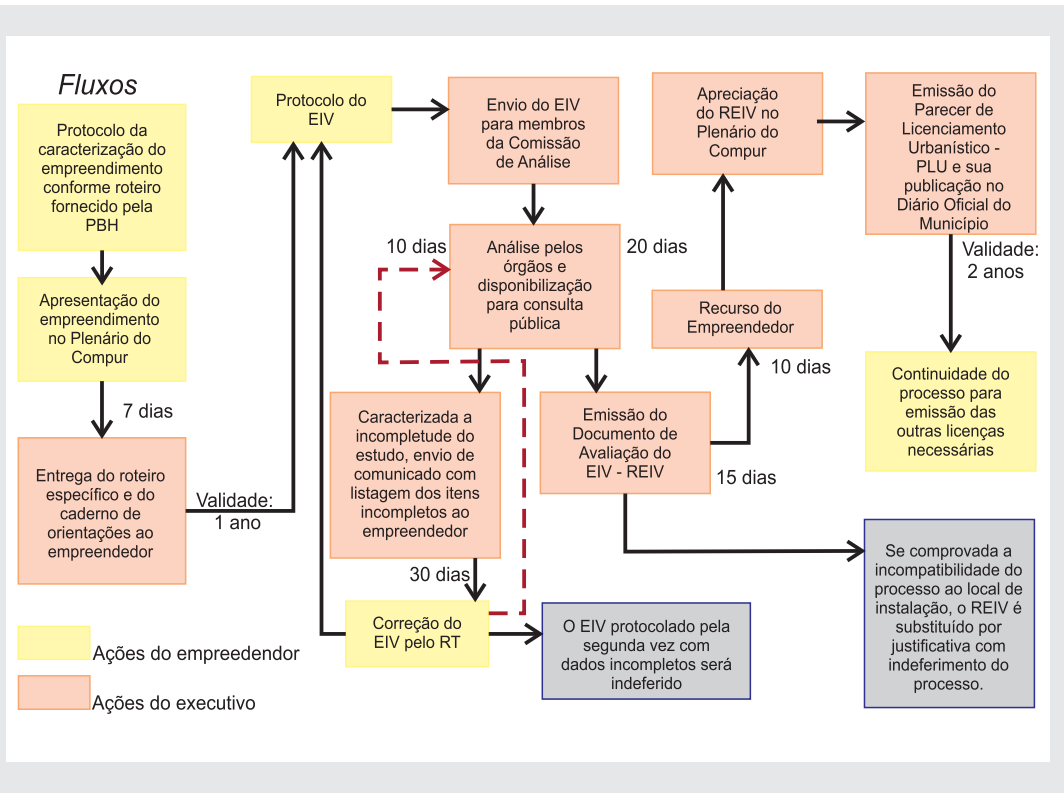 Fluxos
Protocolo da
caracterização do
empreendimento
conforme roteiro
fornecido pela
PBH
Apresentação do
empreendimento
no Plenário do
Compur
7 dias
Entrega do roteiro
específico e do
caderno de
orientações ao
empreendedor
Validade:
1 ano
Protocolo do
EIV
Envio do EIV
para membros
da Comissão
de Análise
10 dias
Análise pelos
órgãos e
disponibilização
para consulta
pública
20 dias
Caracterizada a
incompletude do
estudo, envio de
comunicado com
listagem dos itens
incompletos ao
empreendedor
30 dias
Correção do
EIV pelo RT
O EIV protocolado pela
segunda vez com
dados incompletos será
indeferido
Emissão do
Documento de
Avaliação do
EIV - REIV
15 dias
10 dias
Recurso do
Empreendedor
Apreciação
do REIV no
Plenário do
Compur
Emissão do
Parecer de
Licenciamento
Urbanístico -
PLU e sua
publicação no
Diário Oficial do
Município
Validade:
2 anos
Continuidade do
processo para
emissão das
outras licenças
necessárias
Se comprovada a
incompatibilidade do
processo ao local de
instalação, o REIV é
substituído por
justificativa com
indeferimento do
processo.
Ações do empreedendor
Ações do executivo